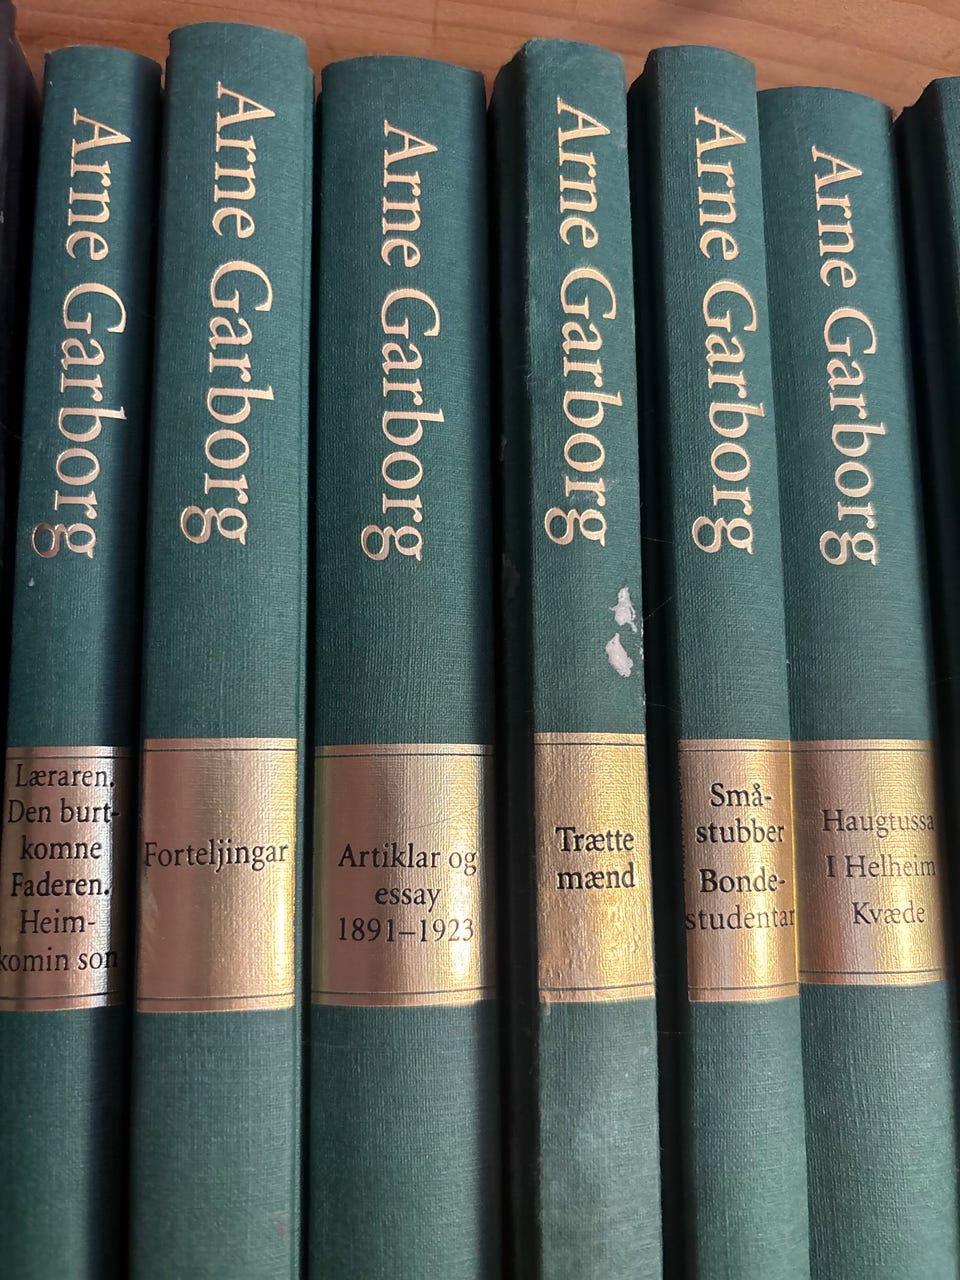 Arne Garborg
Læraren.
Den burt-
komne
Faderen.
Heim-
komin son
Arne Garborg
Forteljingar
Arne Garborg
Artiklar og
essay
1891–1923
Arne Garborg
Trætte
mænd
Arne Garborg
Små-
stubber
Bonde-
studentar
Arne Garborg
Haugtussa
I Helheim
Kvæde